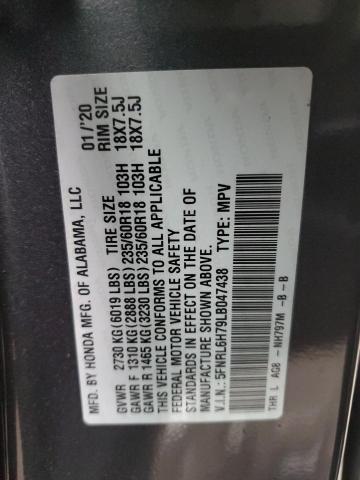 MFD. BY HONDA MFG. OF ALABAMA, LLC 01/'20
TIRE SIZE RIM SIZE
GVWR 2730 KG(6019 LBS)
GAWR F 1310 KG(2888 LBS) 235/60R18 103H 18X7.5J
GAWR R 1465 KG(3230 LBS) 235/60R18 103H 18X7.5J
THIS VEHICLE CONFORMS TO ALL APPLICABLE
FEDERAL MOTOR VEHICLE SAFETY
STANDARDS IN EFFECT ON THE DATE OF
MANUFACTURE SHOWN ABOVE.
V.I.N.: 5FNRL6H79LB047438 TYPE: MPV
THR L AG8 - NH797M - B - B